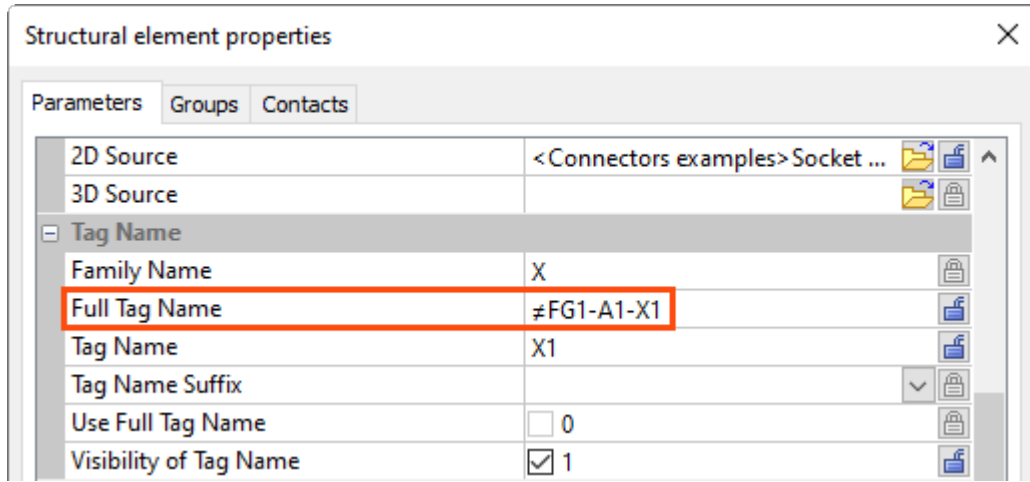 Structural element properties
Parameters Groups Contacts
2D Source <Connectors examples>Socket ...
3D Source
Tag Name
Family Name X
Full Tag Name ≠FG1-A1-X1
Tag Name X1
Tag Name Suffix
Use Full Tag Name 0
Visibility of Tag Name 1